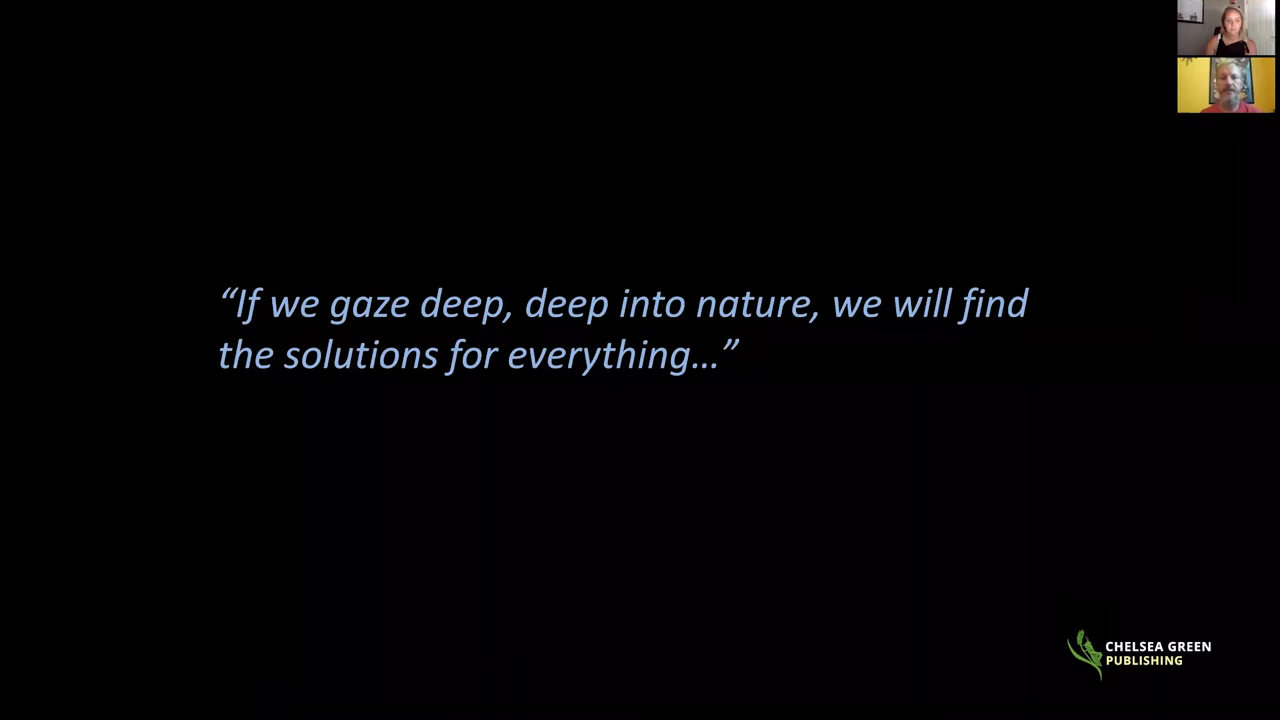 “If we gaze deep, deep into nature, we will find
the solutions for everything…”
CHELSEA GREEN
PUBLISHING